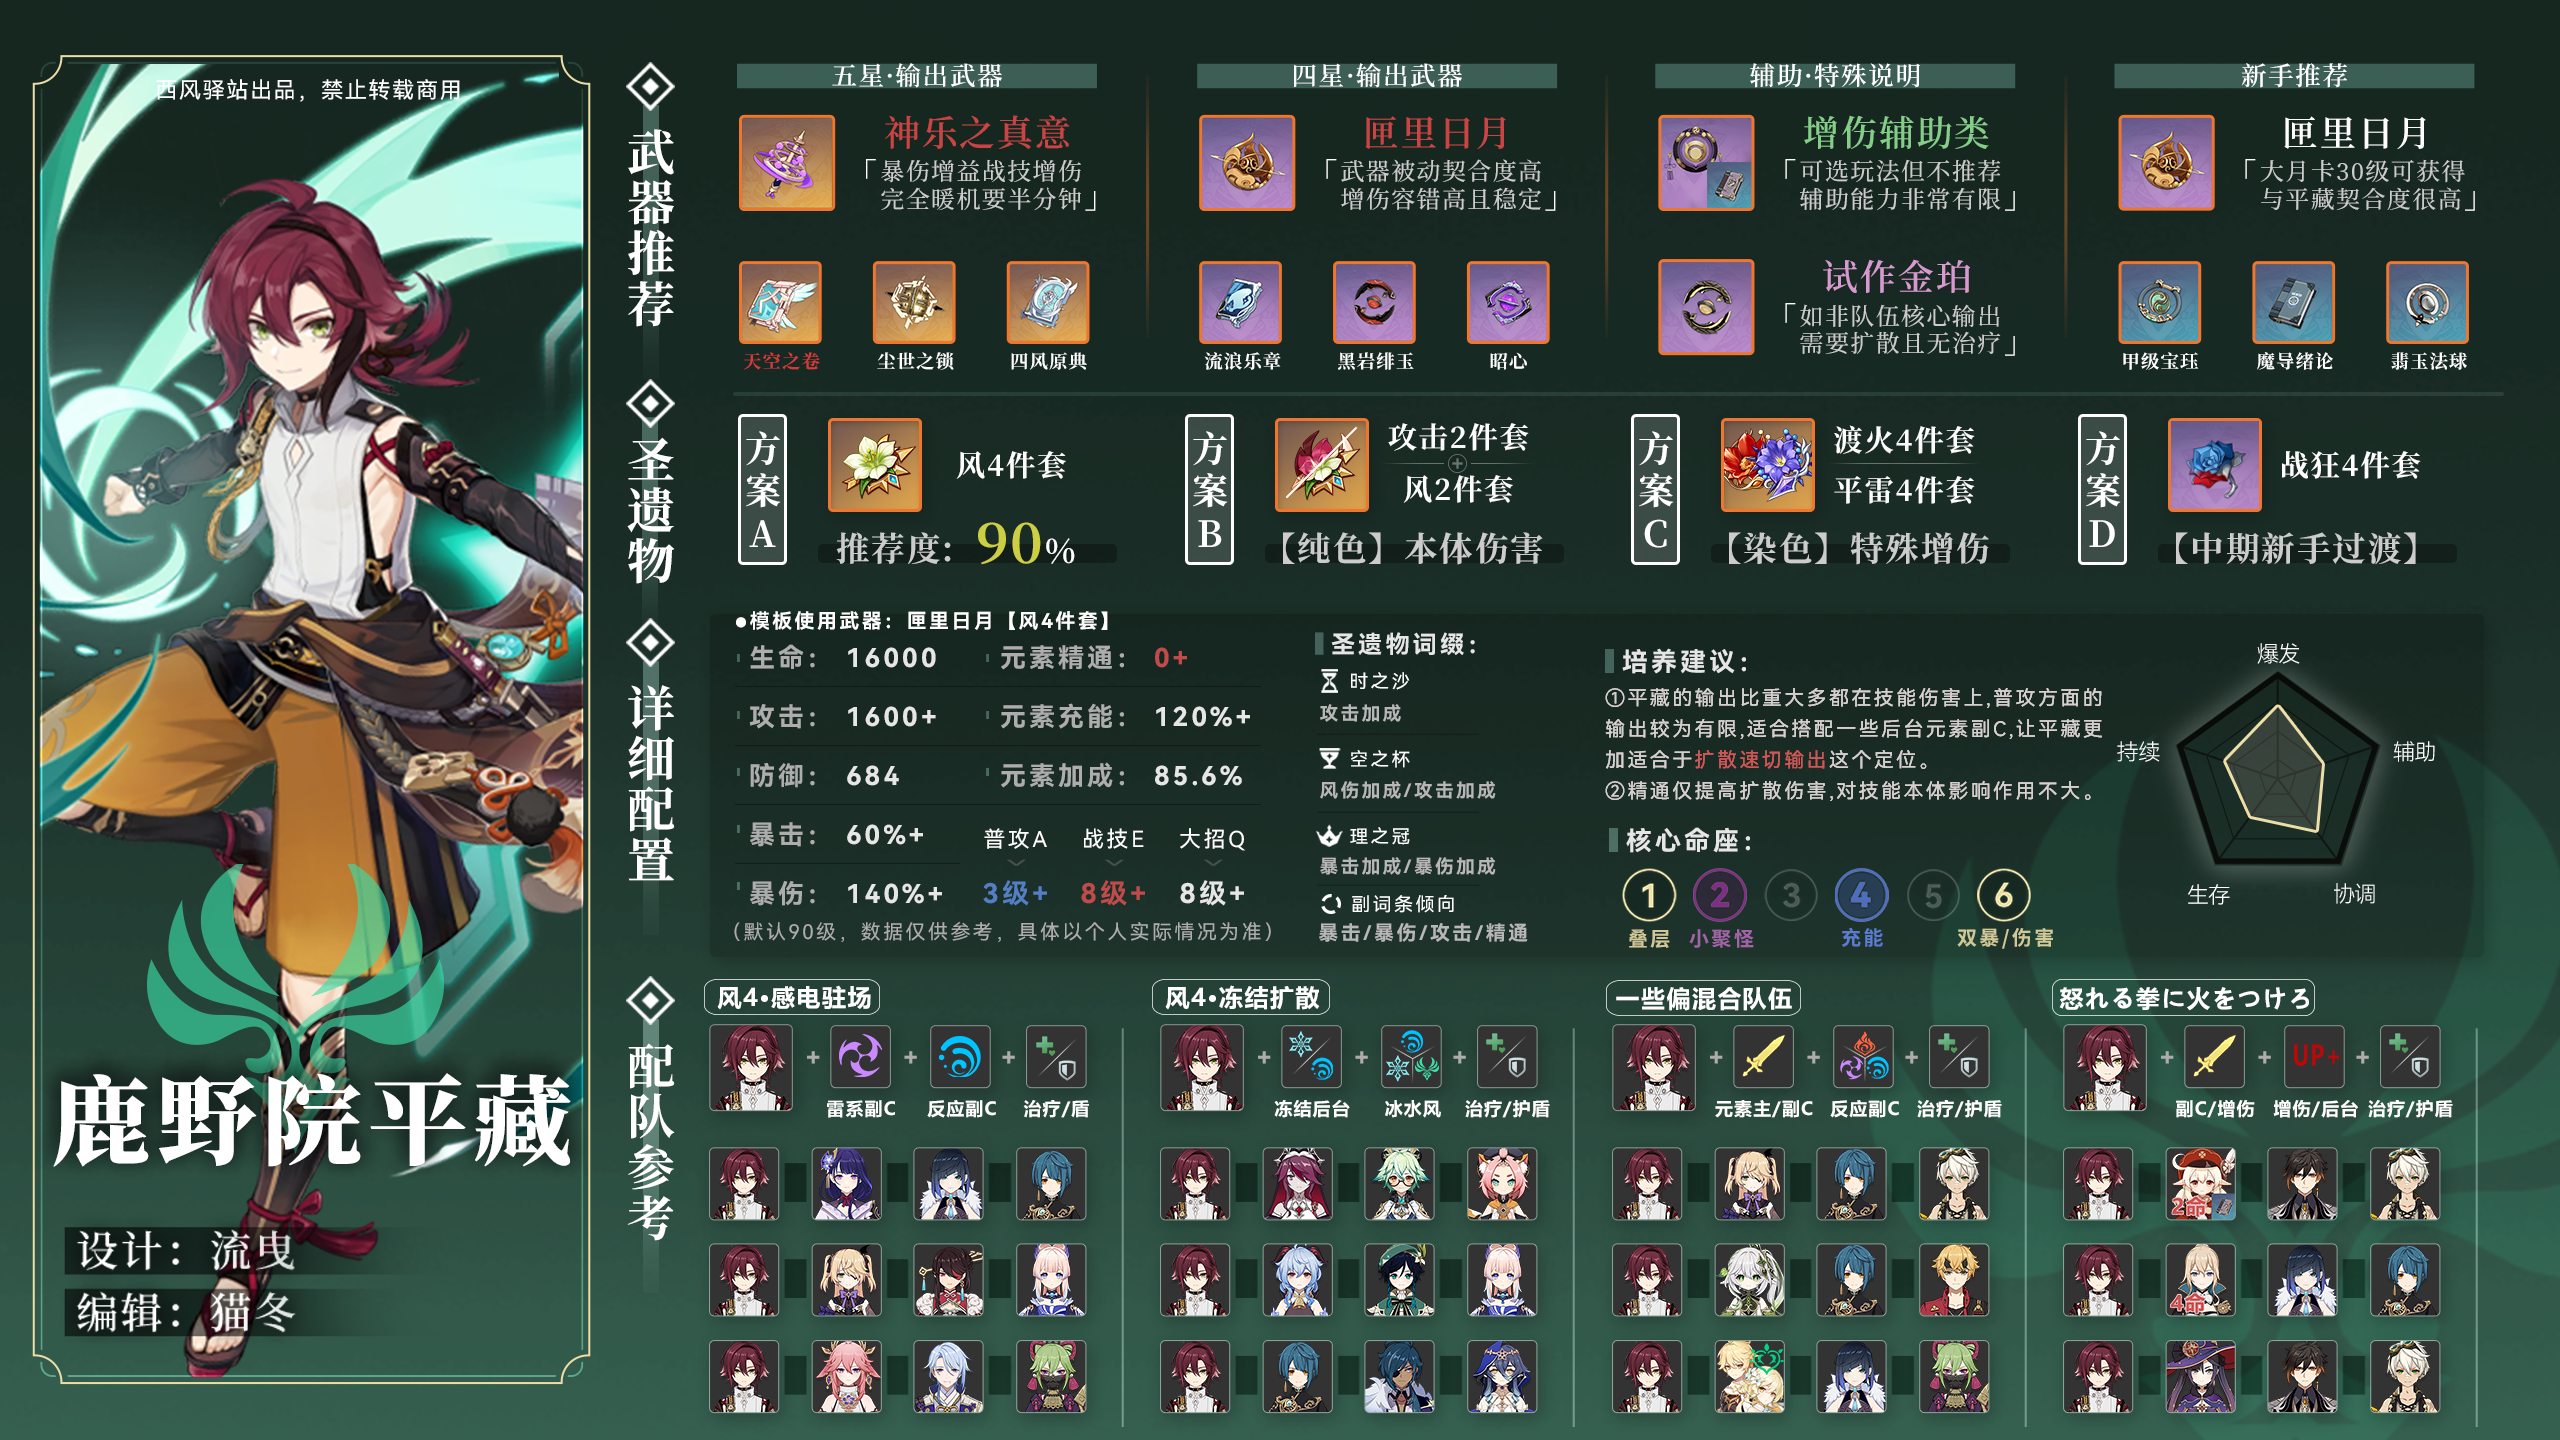 西风驿站出品，禁止转载商用
鹿野院平藏
设计：流曳
编辑：猫冬
武器推荐
五星·输出武器
神乐之真意
「暴伤增益战技增伤
完全暖机要半分钟」
天空之卷
尘世之锁
四风原典
四星·输出武器
匣里日月
「武器被动契合度高
增伤容错高且稳定」
流浪乐章
黑岩绯玉
昭心
辅助·特殊说明
增伤辅助类
「可选玩法但不推荐
辅助能力非常有限」
试作金珀
「如非队伍核心输出
需要扩散且无治疗」
新手推荐
匣里日月
「大月卡30级可获得
与平藏契合度很高」
甲级宝珏
魔导绪论
翡玉法球
圣遗物
方案A
风4件套
推荐度：90%
方案B
攻击2件套
+
风2件套
【纯色】本体伤害
方案C
渡火4件套
平雷4件套
【染色】特殊增伤
方案D
战狂4件套
【中期新手过渡】
详细配置
●模板使用武器：匣里日月【风4件套】
生命：16000
元素精通：0+
攻击：1600+
元素充能：120%+
防御：684
元素加成：85.6%
暴击：60%+
普攻A 战技E 大招Q
暴伤：140%+
3级+ 8级+ 8级+
（默认90级，数据仅供参考，具体以个人实际情况为准）
圣遗物词缀：
时之沙
攻击加成
空之杯
风伤加成/攻击加成
理之冠
暴击加成/暴伤加成
副词条倾向
暴击/暴伤/攻击/精通
培养建议：
①平藏的输出比重大多都在技能伤害上,普攻方面的
输出较为有限,适合搭配一些后台元素副C,让平藏更
加适合于扩散速切输出这个定位。
②精通仅提高扩散伤害,对技能本体影响作用不大。
核心命座：
1 2 3 4 5 6
叠层 小聚怪 充能 双暴/伤害
爆发
辅助
协调
生存
持续
配队参考
风4·感电驻场
+ + +
雷系副C 反应副C 治疗/盾
风4·冻结扩散
+ + +
冻结后台 冰水风 治疗/护盾
一些偏混合队伍
+ + +
元素主/副C 反应副C 治疗/护盾
怒れる拳に火をつけろ
+ + UP+ +
副C/增伤 增伤/后台 治疗/护盾
2命
4命